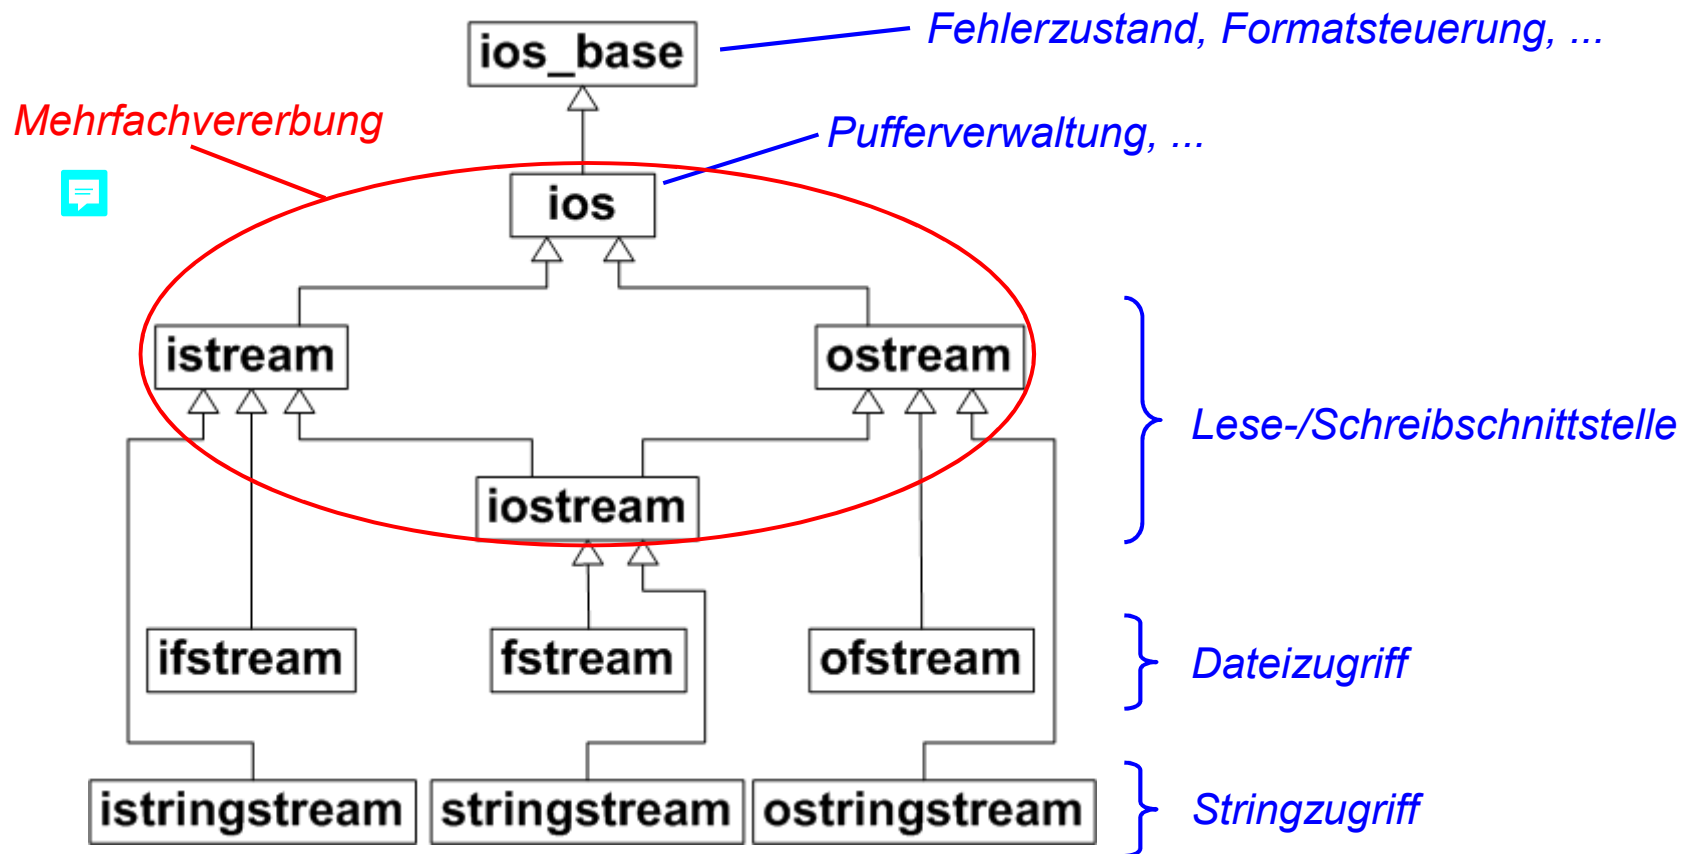 ios_base
Fehlerzustand, Formatsteuerung, ...
Mehrfachvererbung
Pufferverwaltung, ...
ios
istream
ostream
Lese-/Schreibschnittstelle
iostream
ifstream
fstream
ofstream
Dateizugriff
istringstream
stringstream
ostringstream
Stringzugriff